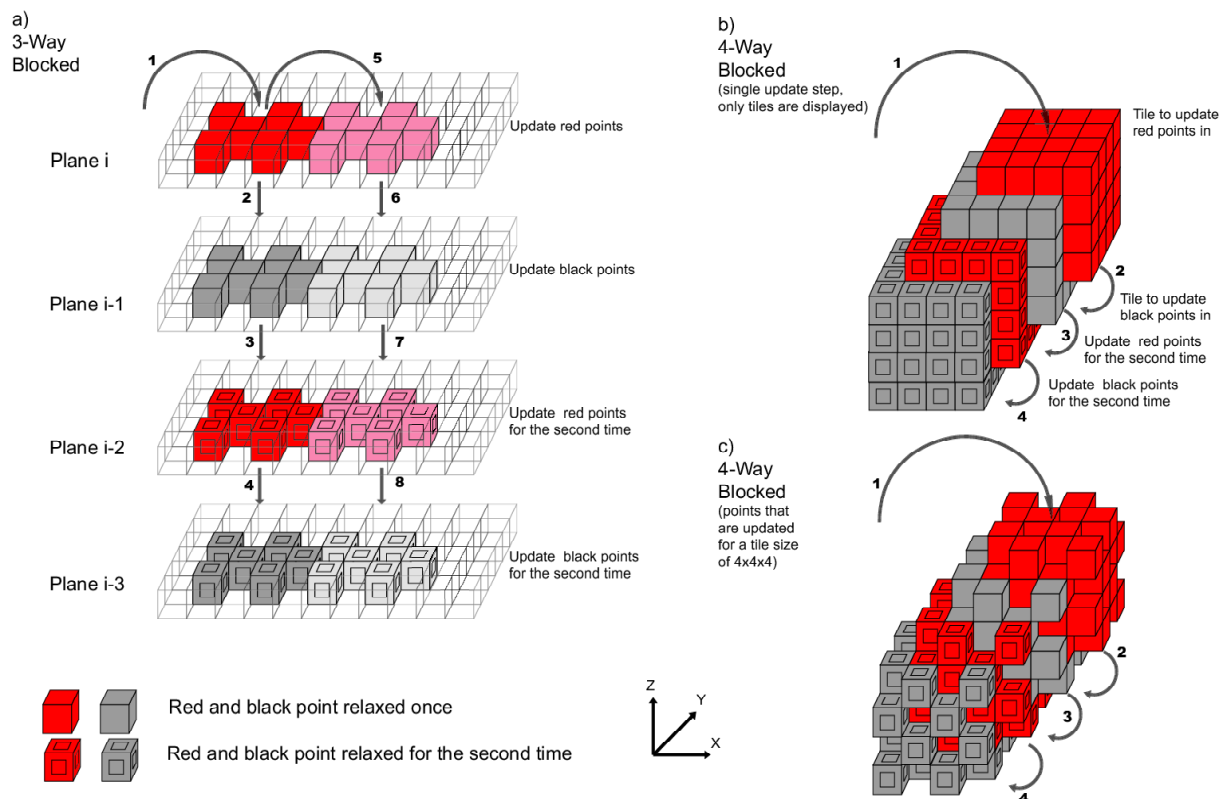 a)
3-Way
Blocked
1
5
Update red points
Plane i
2
6
Update black points
Plane i-1
3
7
Update red points
for the second time
Plane i-2
4
8
Update black points
for the second time
Plane i-3
Red and black point relaxed once
Red and black point relaxed for the second time
Z
Y
X
b)
4-Way
Blocked
(single update step,
only tiles are displayed)
1
Tile to update
red points in
2
Tile to update
black points in
3
Update red points
for the second time
Update black points
for the second time
4
c)
4-Way
Blocked
(points that
are updated
for a tile size
of 4x4x4)
1
2
3
4